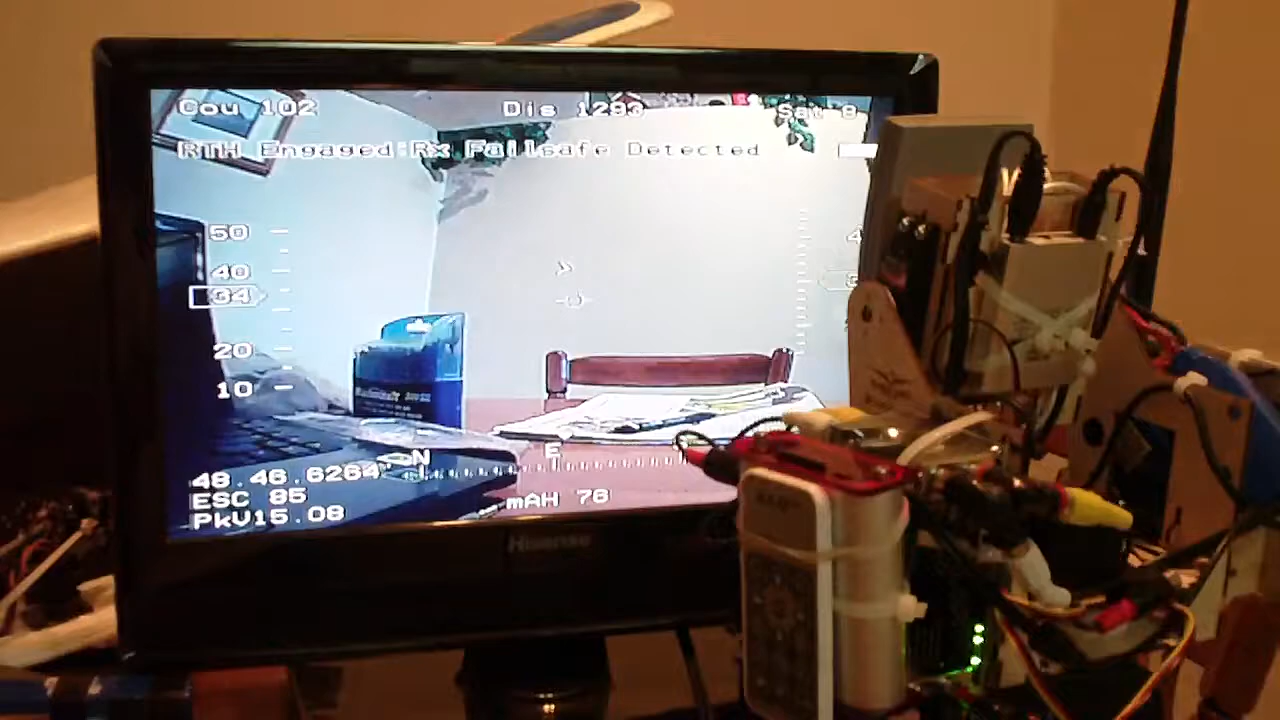 Cou 102 Dis 1293 Sat 8
RTH Engaged:Rx Failsafe Detected
50
40
34
20
10
N E
48.46.6264
ESC 85
mAH 76
PkV15.08
Hisense